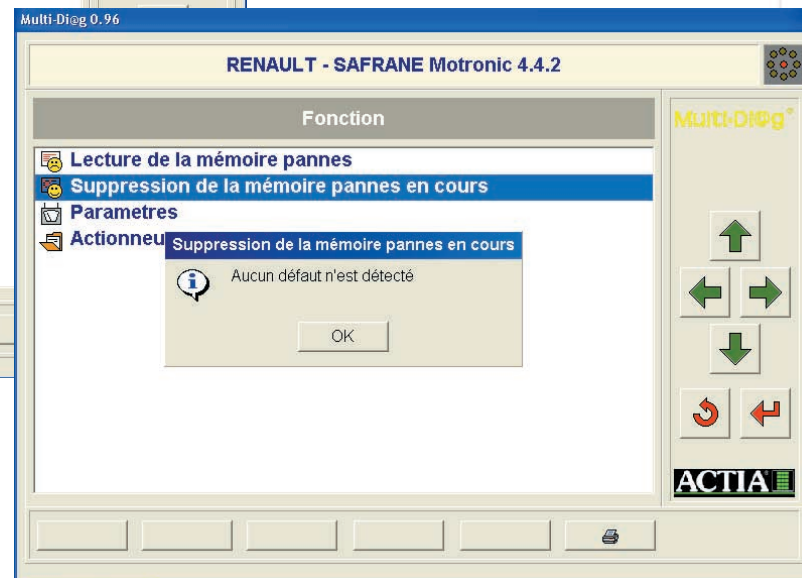 Multi-Di@g 0.96
RENAULT - SAFRANE Motronic 4.4.2
Fonction
Multi-Di@g®
Lecture de la mémoire pannes
Suppression de la mémoire pannes en cours
Parametres
Actionneu
Suppression de la mémoire pannes en cours
Aucun défaut n'est détecté
OK
ACTIA